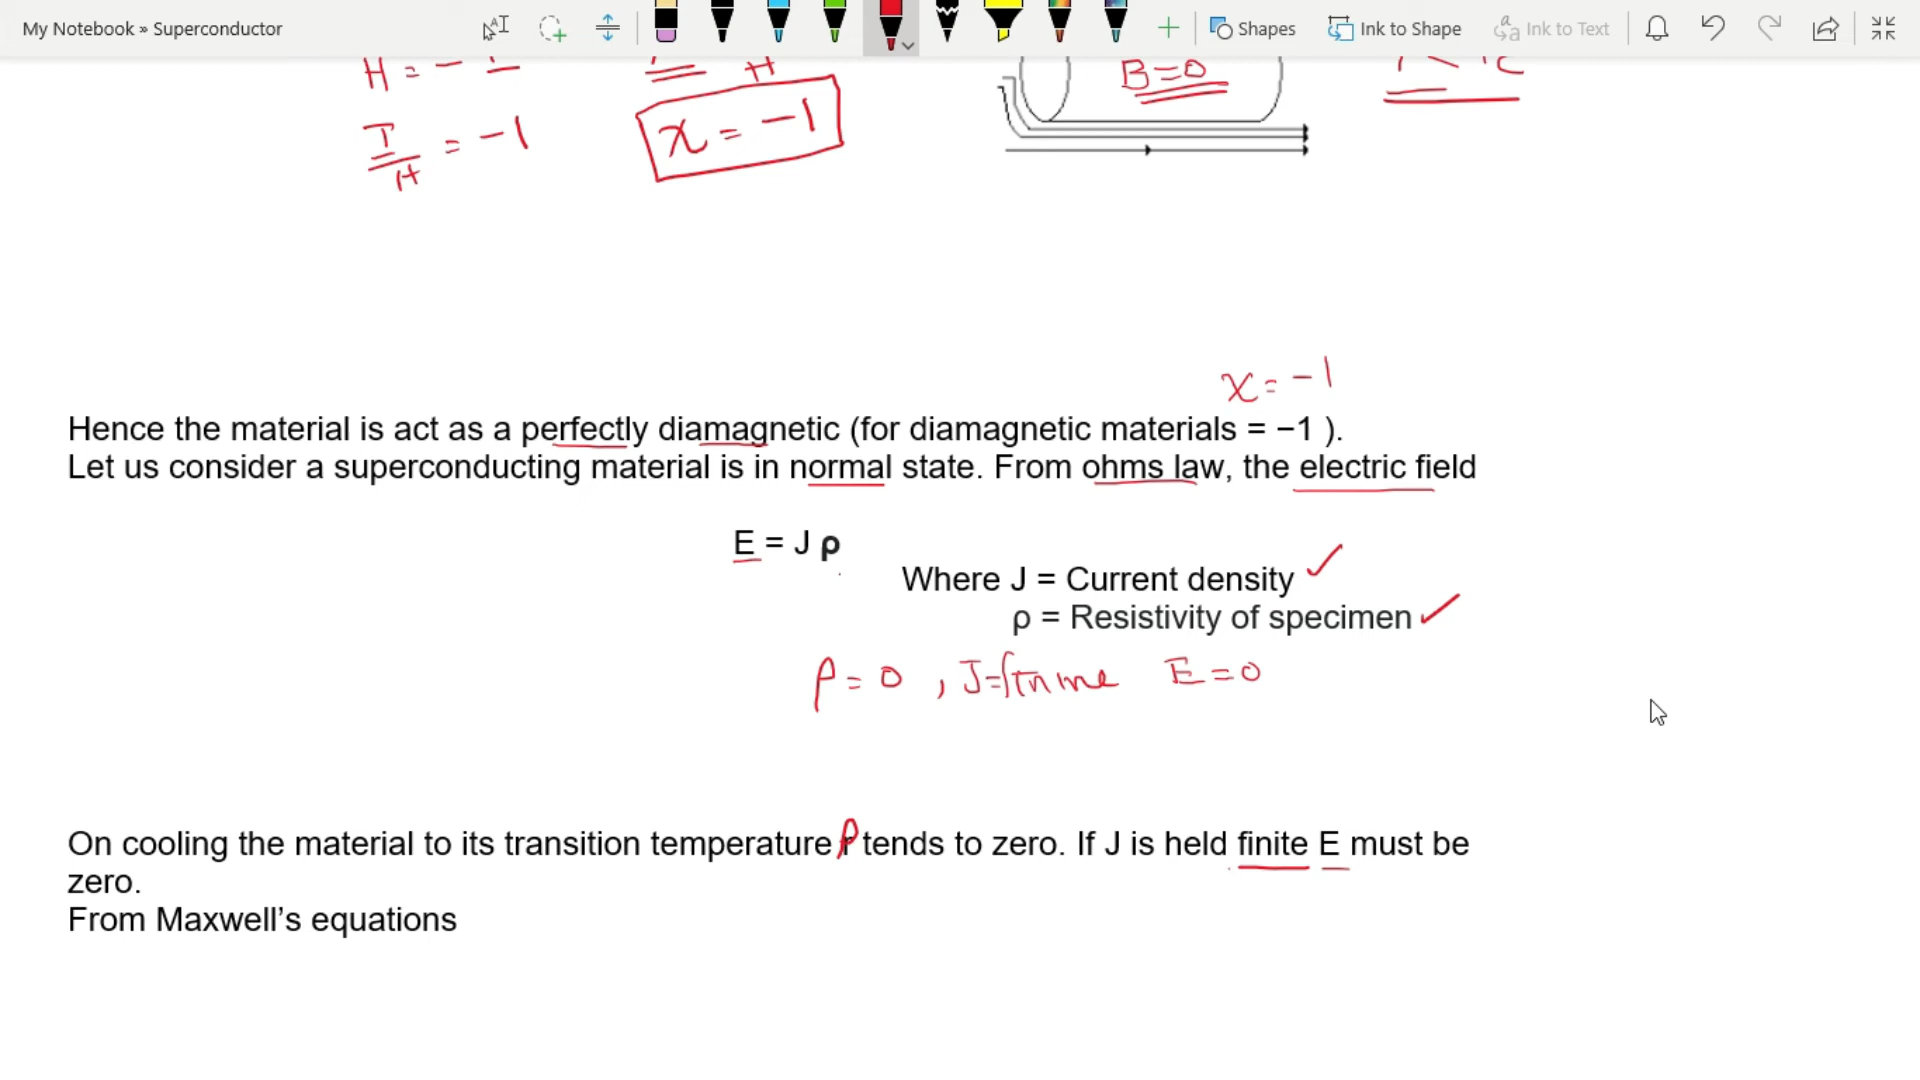 My Notebook » Superconductor
Shapes
Ink to Shape
Ink to Text
H = -
H
B=0
I/H = -1
χ = -1
χ = -1
Hence the material is act as a perfectly diamagnetic (for diamagnetic materials = −1 ).
Let us consider a superconducting material is in normal state. From ohms law, the electric field
E = J ρ
Where J = Current density ✓
ρ = Resistivity of specimen ✓
ρ = 0 , J= E = 0
On cooling the material to its transition temperature ρ tends to zero. If J is held finite E must be
zero.
From Maxwell’s equations